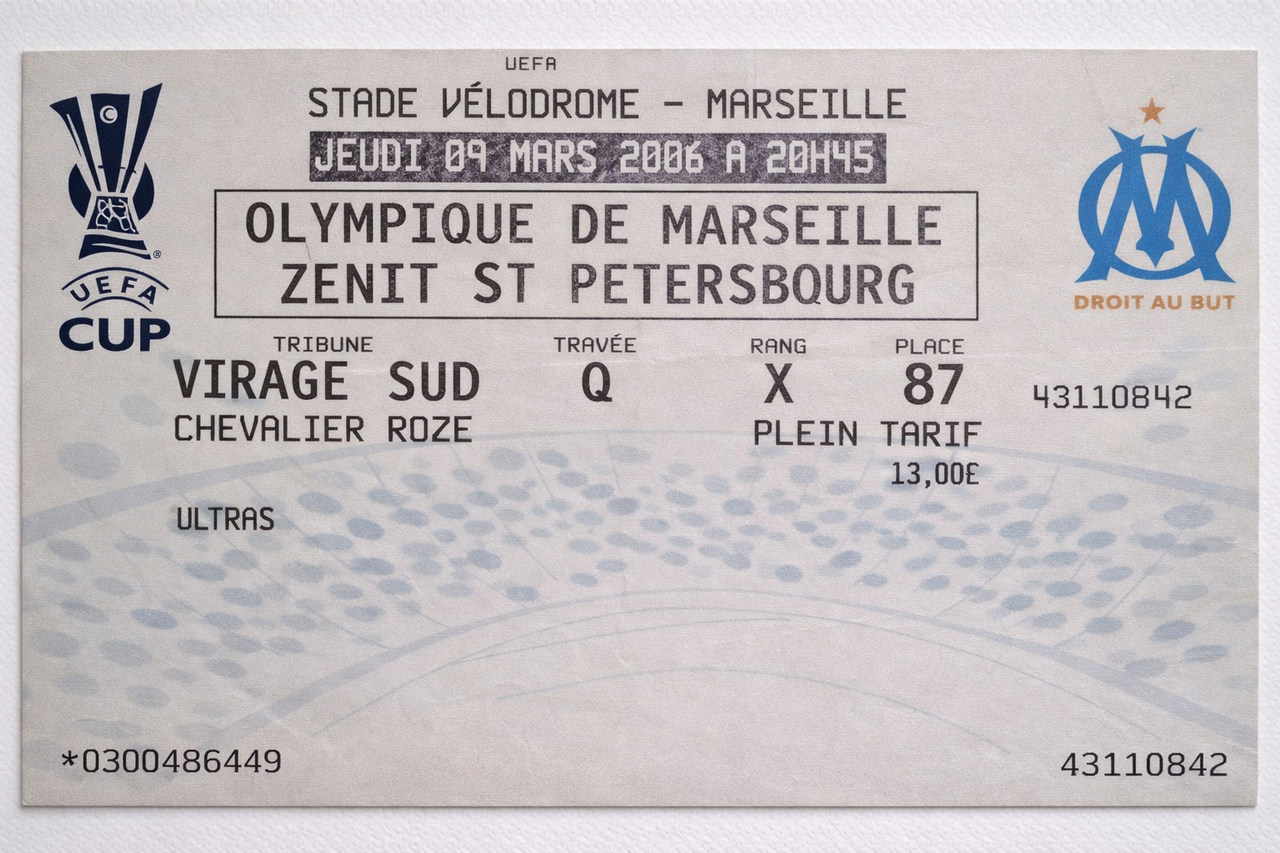 UEFA
STADE VÉLODROME – MARSEILLE
JEUDI 09 MARS 2006 A 20H45
OLYMPIQUE DE MARSEILLE
ZENIT ST PETERSBOURG
UEFA
CUP
DROIT AU BUT
TRIBUNE TRAVÉE RANG PLACE
VIRAGE SUD Q X 87 43110842
CHEVALIER ROZE PLEIN TARIF
13,00£
ULTRAS
*0300486449 43110842